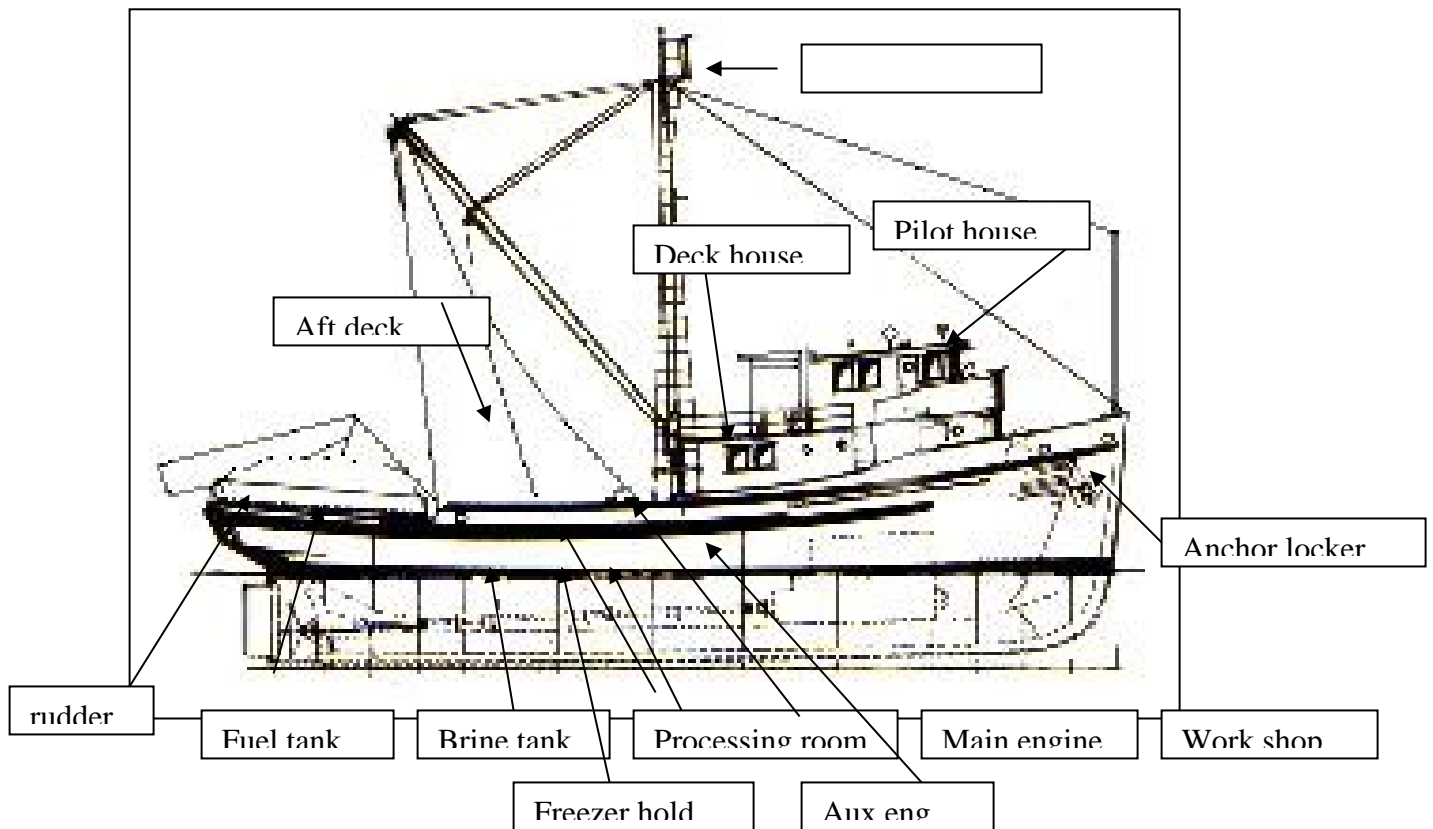 Pilot house
Deck house
Aft deck
Anchor locker
rudder
Fuel tank
Brine tank
Processing room
Main engine
Work shop
Freezer hold
Aux eng